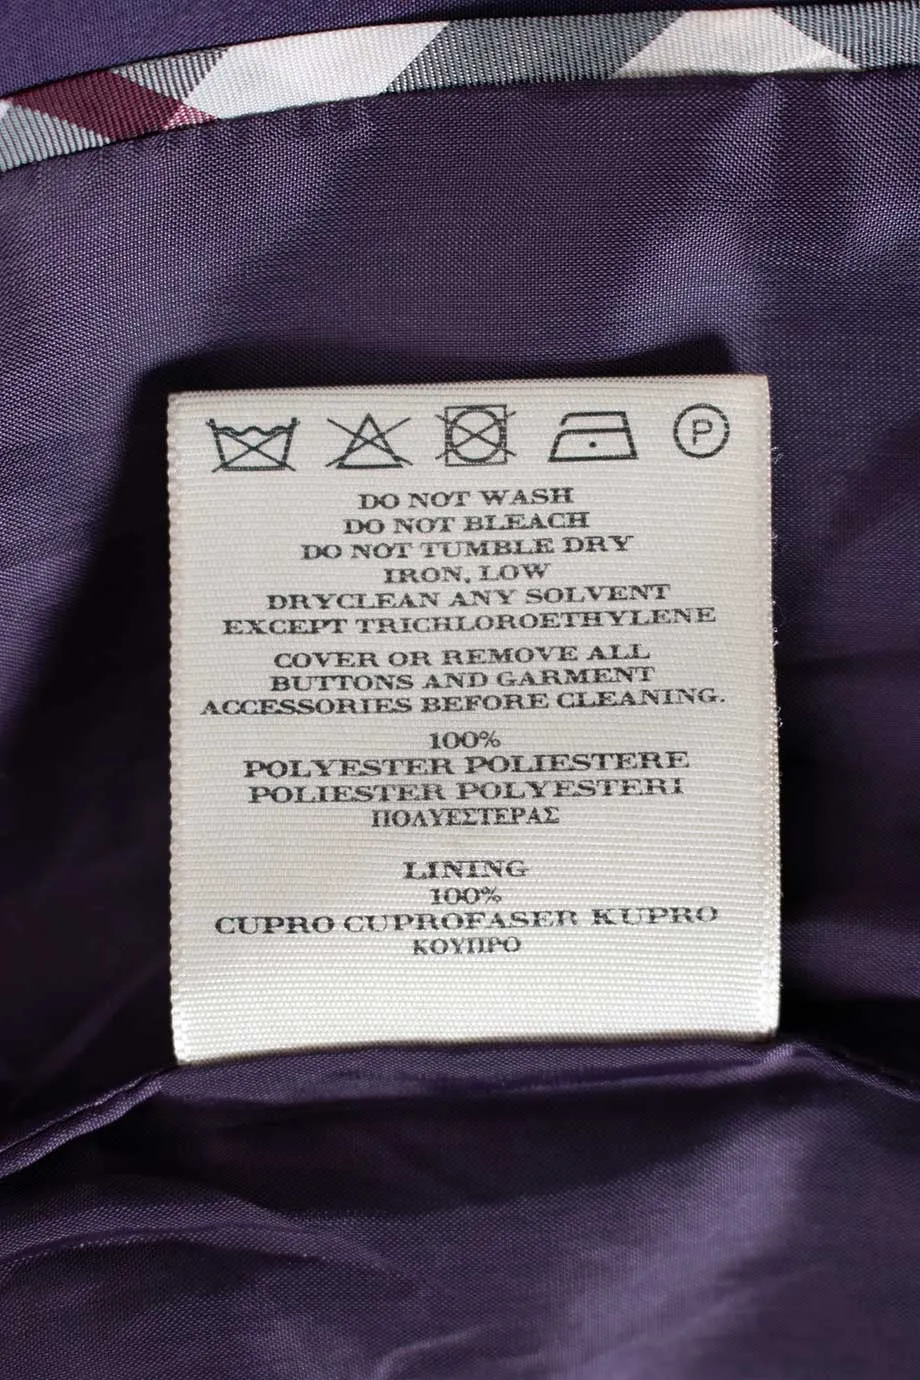 P
DO NOT WASH
DO NOT BLEACH
DO NOT TUMBLE DRY
IRON, LOW
DRYCLEAN ANY SOLVENT
EXCEPT TRICHLOROETHYLENE
COVER OR REMOVE ALL
BUTTONS AND GARMENT
ACCESSORIES BEFORE CLEANING.
100%
POLYESTER POLIESTERE
POLIESTER POLYESTERI
ΠΟΛΥΕΣΤΕΡΑΣ
LINING
100%
CUPRO CUPROFASER KUPRO
ΚΟΥΠΡΟ